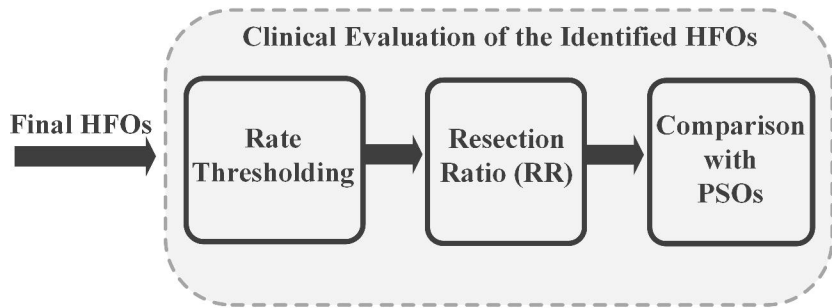 Clinical Evaluation of the Identified HFOs
Final HFOs
Rate
Thresholding
Resection
Ratio (RR)
Comparison
with
PSOs